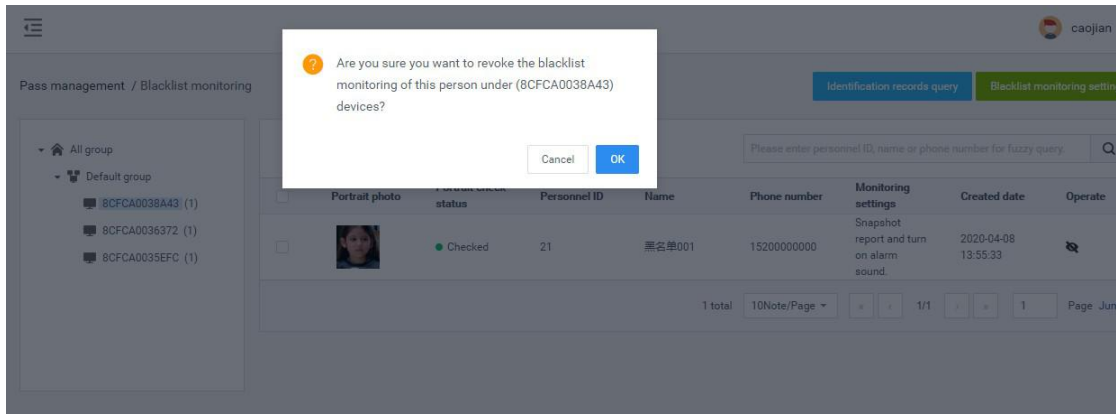 caojian
Are you sure you want to revoke the blacklist
monitoring of this person under (8CFCA0038A43)
devices?
Cancel
OK
Pass management / Blacklist monitoring
Identification records query
Blacklist monitoring settin
All group
Default group
8CFCA0038A43 (1)
8CFCA0036372 (1)
8CFCA0035EFC (1)
Please enter personnel ID, name or phone number for fuzzy query.
Portrait photo
Portrait check
status
Personnel ID
Name
Phone number
Monitoring
settings
Created date
Operate
Checked
21
黑名单001
15200000000
Snapshot
report and turn
on alarm
sound.
2020-04-08
13:55:33
1 total
10Note/Page
1/1
1
Page
Jun